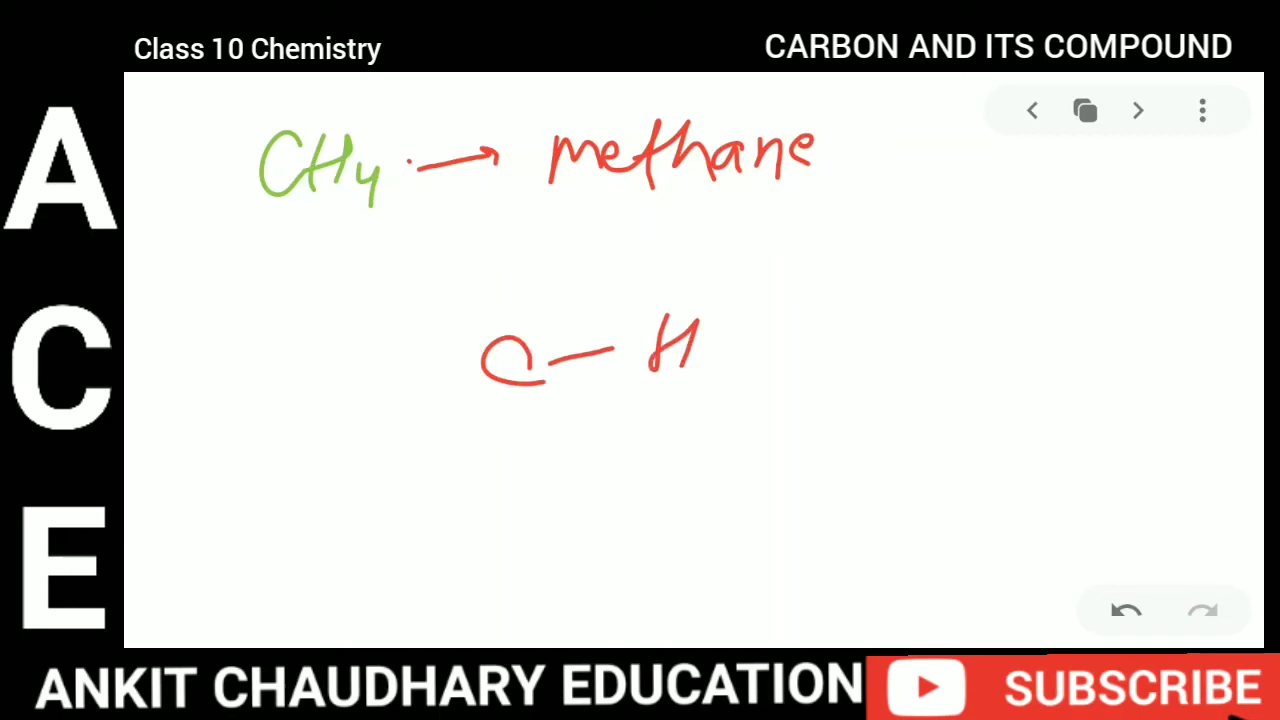 Class 10 Chemistry
CARBON AND ITS COMPOUND
A
C
E
CH4 → methane
C — H
ANKIT CHAUDHARY EDUCATION
SUBSCRIBE